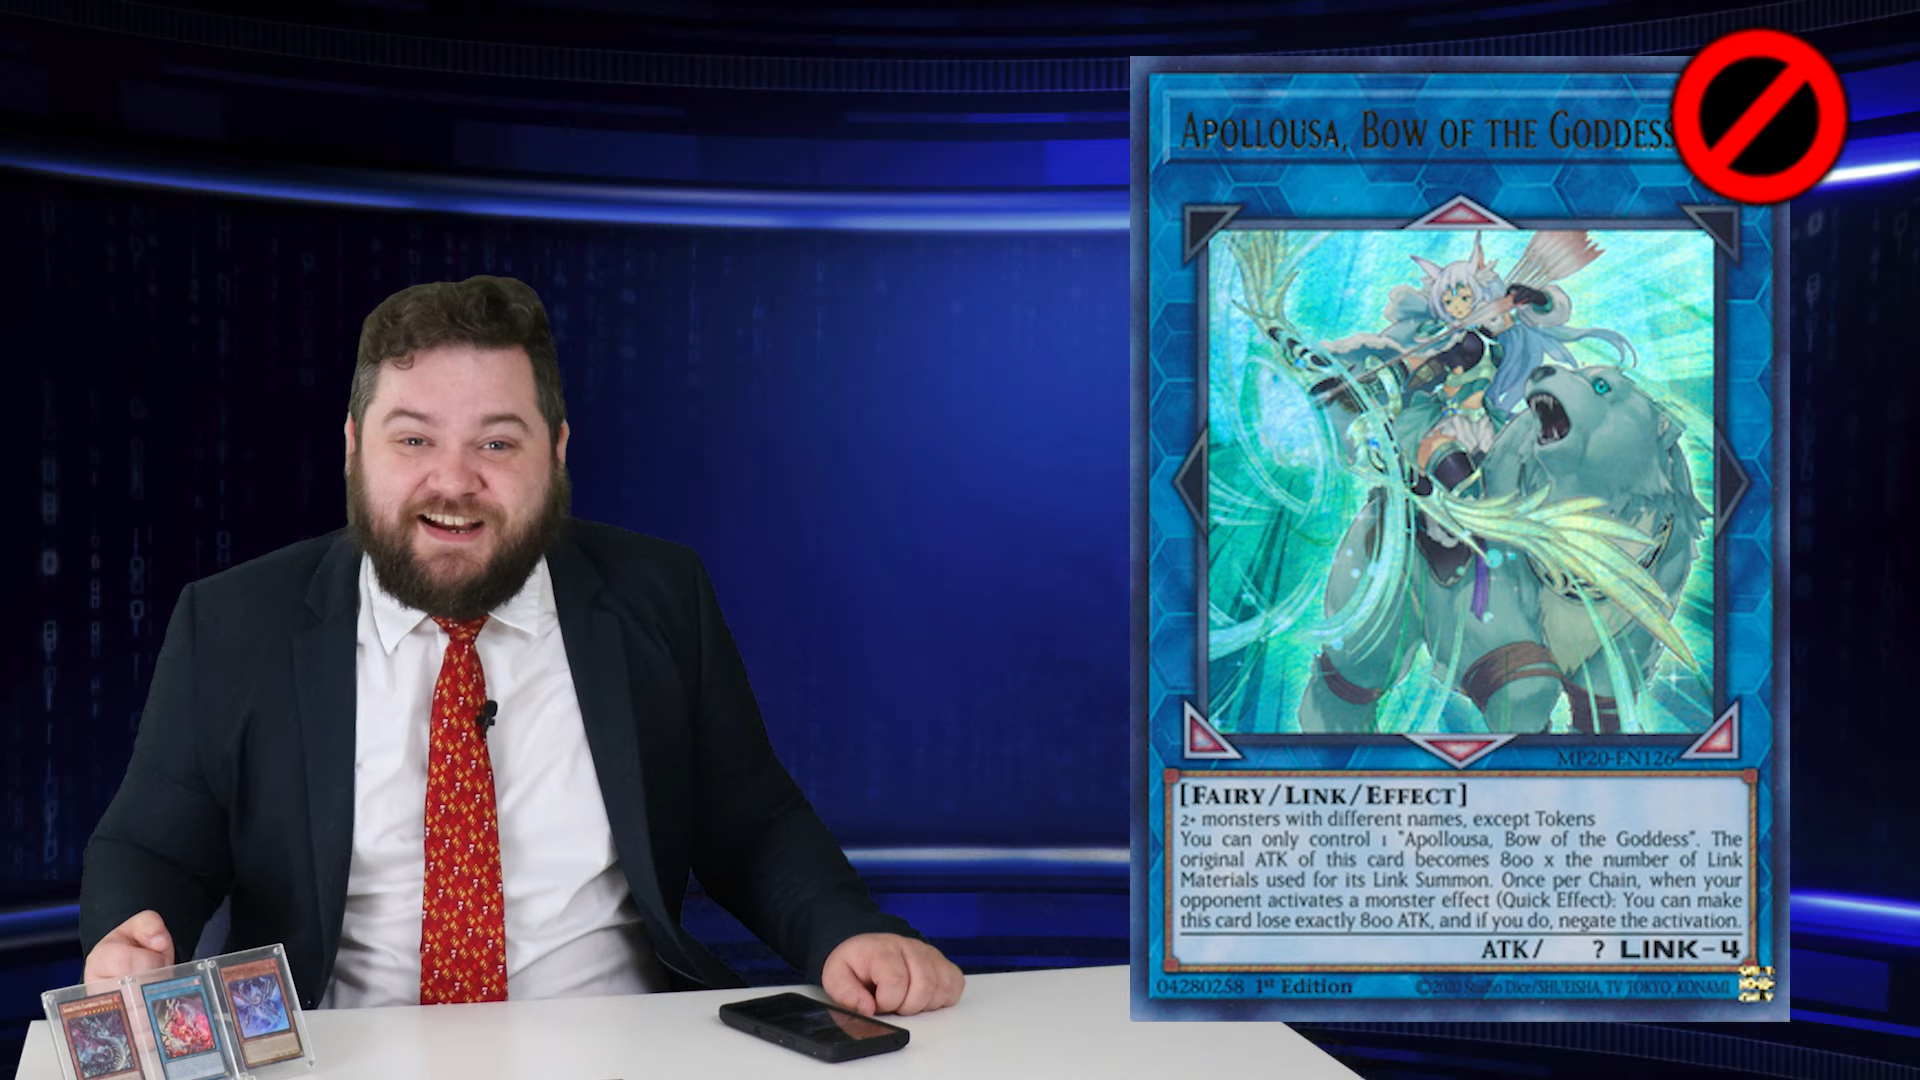 APOLLOUSA, BOW OF THE GODDESS
MP20-EN126
[FAIRY/LINK/EFFECT]
2+ monsters with different names, except Tokens
You can only control 1 "Apollousa, Bow of the Goddess". The
original ATK of this card becomes 800 x the number of Link
Materials used for its Link Summon. Once per Chain, when your
opponent activates a monster effect (Quick Effect): You can make
this card lose exactly 800 ATK, and if you do, negate the activation.
ATK/ ? LINK-4
04280258 1st Edition ©2020 Studio Dice/SHUEISHA, TV TOKYO, KONAMI